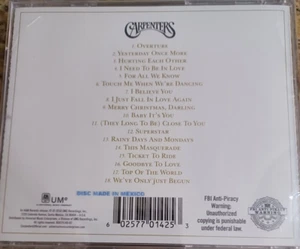 CARPENTERS
1. OVERTURE
2. YESTERDAY ONCE MORE
3. HURTING EACH OTHER
4. I NEED TO BE IN LOVE
5. FOR ALL WE KNOW
6. TOUCH ME WHEN WE'RE DANCING
7. I BELIEVE YOU
8. I JUST FALL IN LOVE AGAIN
9. MERRY CHRISTMAS, DARLING
10. BABY IT'S YOU
11. (THEY LONG TO BE) CLOSE TO YOU
12. SUPERSTAR
13. RAINY DAYS AND MONDAYS
14. THIS MASQUERADE
15. TICKET TO RIDE
16. GOODBYE TO LOVE
17. TOP OF THE WORLD
18. WE'VE ONLY JUST BEGUN
UMe
DISC MADE IN MEXICO
6 02577 01425 3
FBI Anti-Piracy
Warning:
Unauthorized
copying is punishable
under federal law.